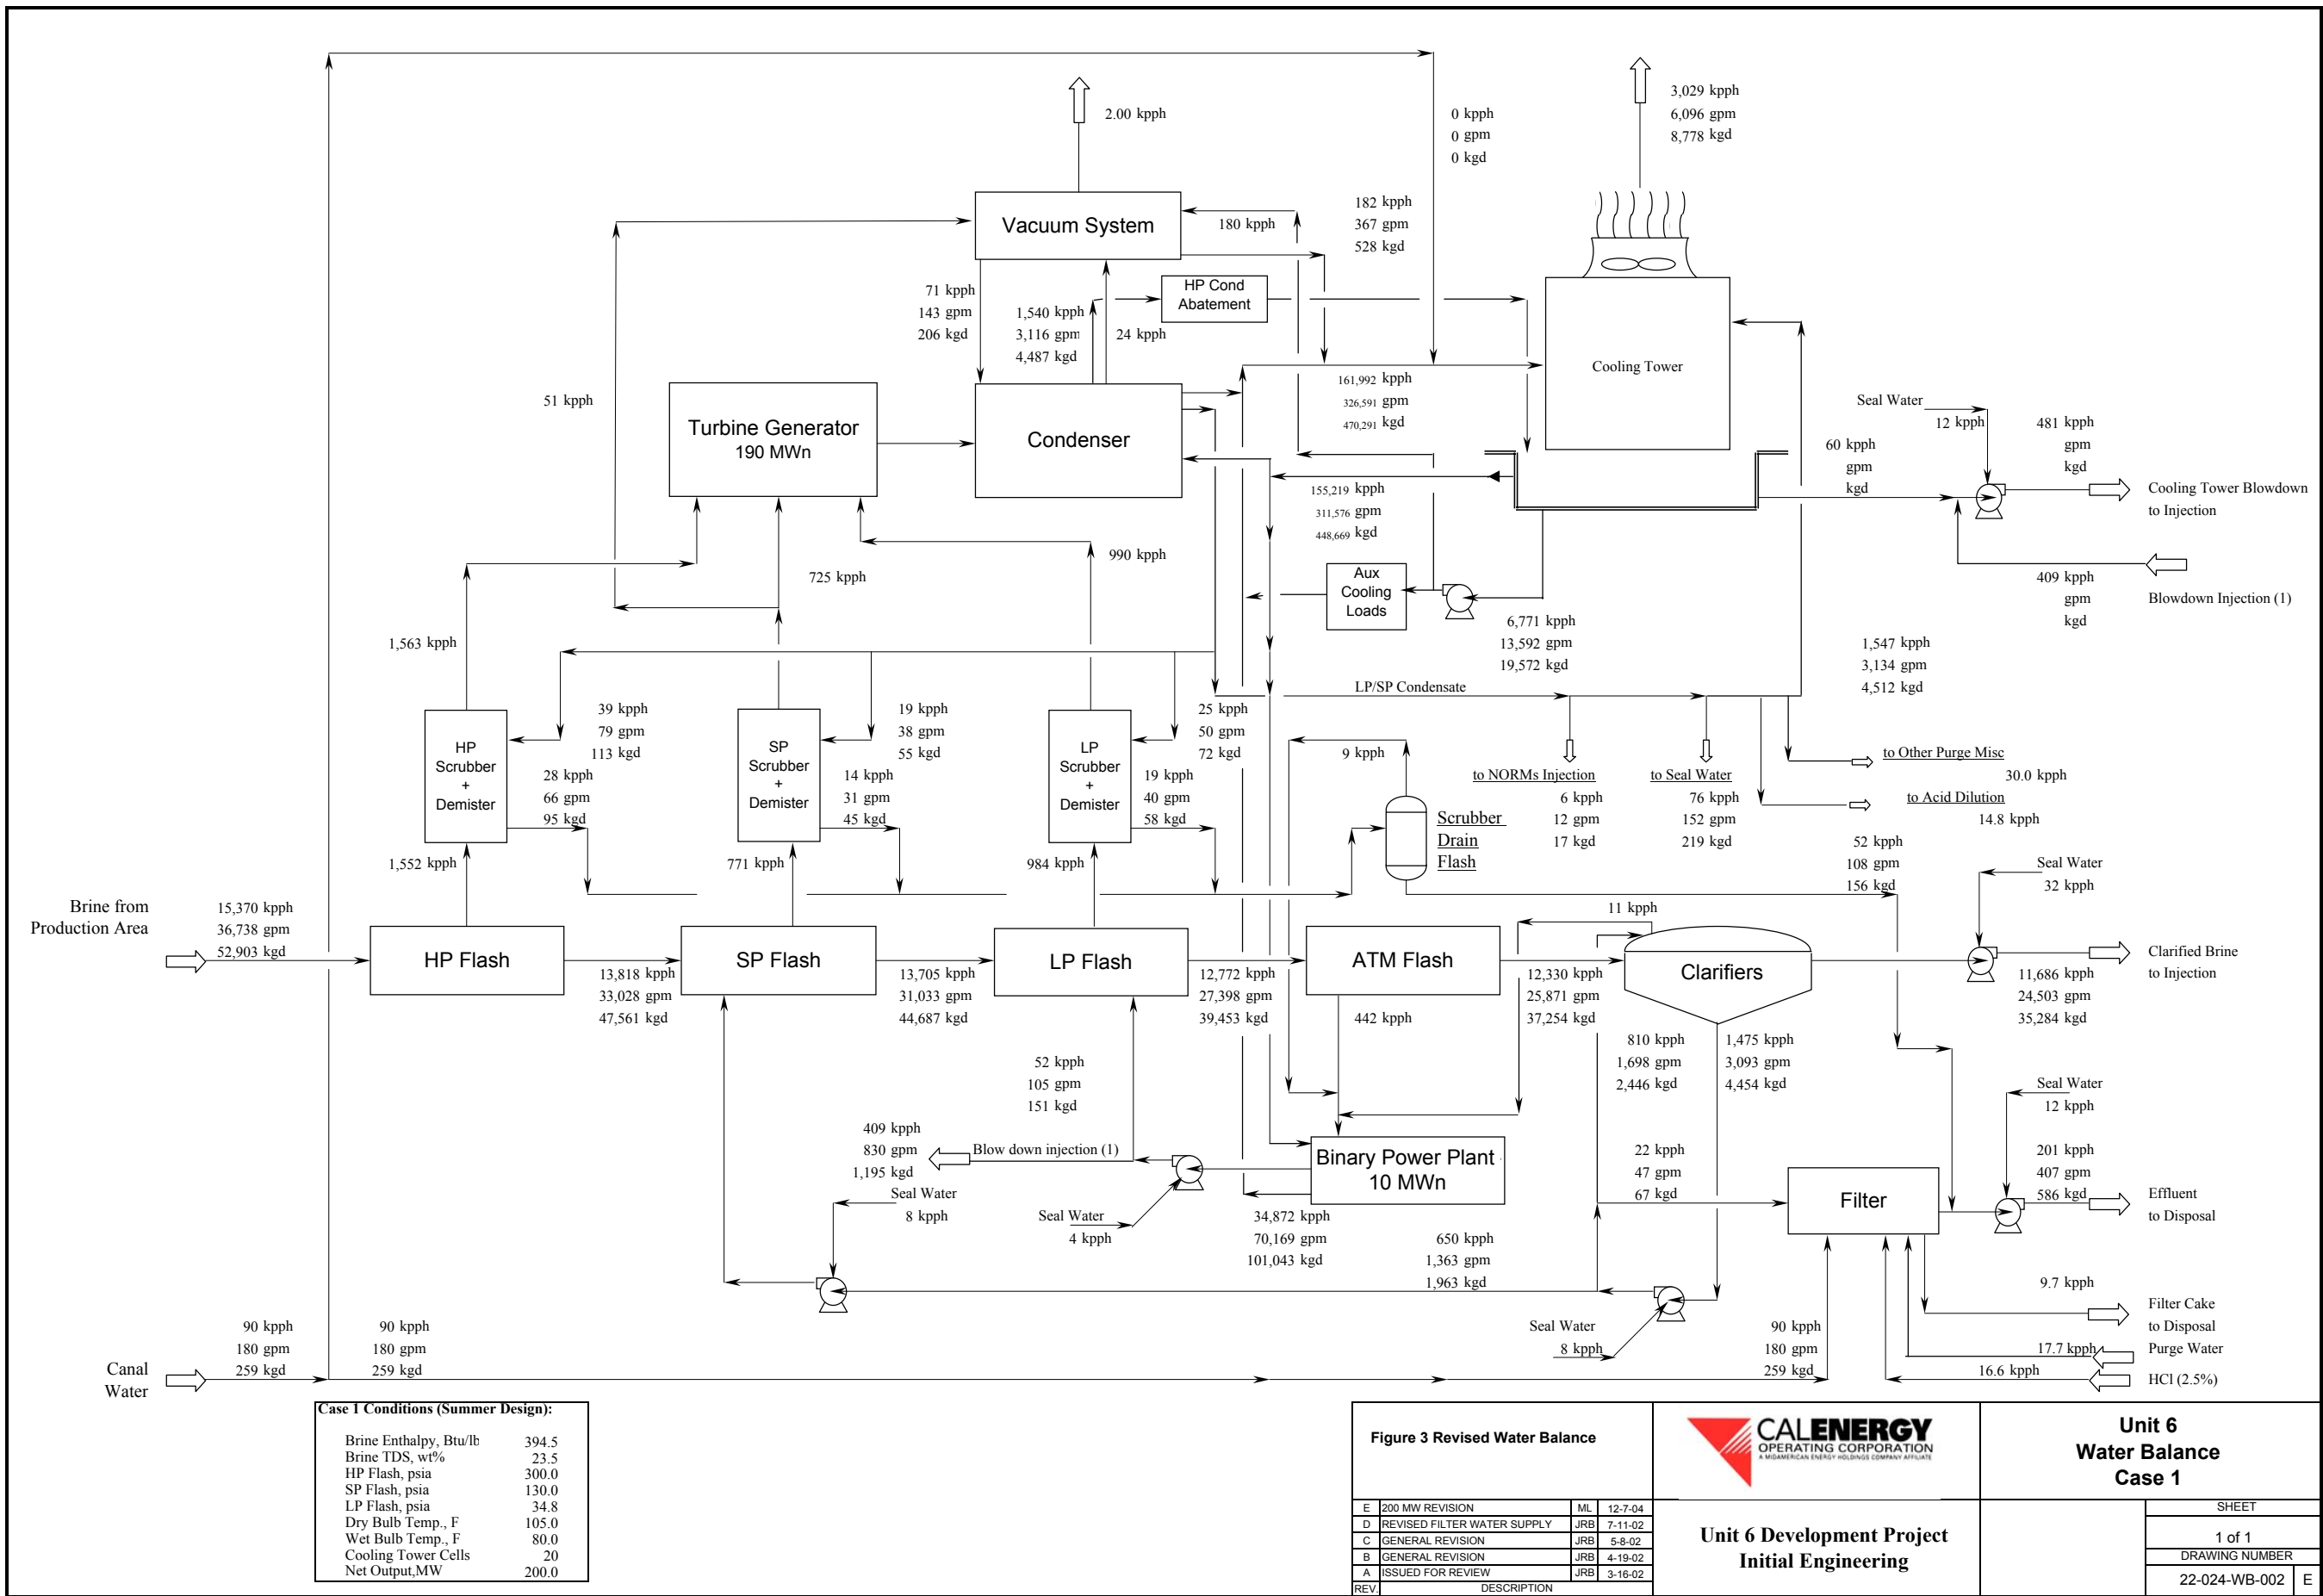 2.00 kpph
0 kpph
0 gpm
0 kgd
3,029 kpph
6,096 gpm
8,778 kgd
Vacuum System
180 kpph
182 kpph
367 gpm
528 kgd
71 kpph
143 gpm
206 kgd
1,540 kpph
3,116 gpm
4,487 kgd
24 kpph
HP Cond
Abatement
Cooling Tower
51 kpph
Turbine Generator
190 MWn
Condenser
161,992 kpph
326,591 gpm
470,291 kgd
155,219 kpph
311,576 gpm
448,669 kgd
Seal Water
12 kpph
60 kpph
gpm
kgd
481 kpph
gpm
kgd
Cooling Tower Blowdown
to Injection
409 kpph
gpm
kgd
Blowdown Injection (1)
990 kpph
725 kpph
1,563 kpph
Aux
Cooling
Loads
6,771 kpph
13,592 gpm
19,572 kgd
1,547 kpph
3,134 gpm
4,512 kgd
LP/SP Condensate
HP
Scrubber
+
Demister
39 kpph
79 gpm
113 kgd
28 kpph
66 gpm
95 kgd
SP
Scrubber
+
Demister
19 kpph
38 gpm
55 kgd
14 kpph
31 gpm
45 kgd
LP
Scrubber
+
Demister
25 kpph
50 gpm
72 kgd
19 kpph
40 gpm
58 kgd
9 kpph
Scrubber
Drain
Flash
to NORMs Injection
6 kpph
12 gpm
17 kgd
to Seal Water
76 kpph
152 gpm
219 kgd
to Other Purge Misc
30.0 kpph
to Acid Dilution
14.8 kpph
52 kpph
108 gpm
156 kgd
Seal Water
32 kpph
1,552 kpph
771 kpph
984 kpph
Brine from
Production Area
15,370 kpph
36,738 gpm
52,903 kgd
HP Flash
13,818 kpph
33,028 gpm
47,561 kgd
SP Flash
13,705 kpph
31,033 gpm
44,687 kgd
LP Flash
12,772 kpph
27,398 gpm
39,453 kgd
ATM Flash
442 kpph
12,330 kpph
25,871 gpm
37,254 kgd
11 kpph
Clarifiers
Clarified Brine
to Injection
11,686 kpph
24,503 gpm
35,284 kgd
810 kpph
1,698 gpm
2,446 kgd
1,475 kpph
3,093 gpm
4,454 kgd
52 kpph
105 gpm
151 kgd
409 kpph
830 gpm
1,195 kgd
Blow down injection (1)
Seal Water
8 kpph
Seal Water
4 kpph
Binary Power Plant
10 MWn
34,872 kpph
70,169 gpm
101,043 kgd
650 kpph
1,363 gpm
1,963 kgd
22 kpph
47 gpm
67 kgd
Filter
Seal Water
12 kpph
201 kpph
407 gpm
586 kgd
Effluent
to Disposal
9.7 kpph
Filter Cake
to Disposal
17.7 kpph
Purge Water
16.6 kpph
HCl (2.5%)
Seal Water
8 kpph
90 kpph
180 gpm
259 kgd
Canal
Water
90 kpph
180 gpm
259 kgd
90 kpph
180 gpm
259 kgd
Case 1 Conditions (Summer Design):
Brine Enthalpy, Btu/lb 394.5
Brine TDS, wt% 23.5
HP Flash, psia 300.0
SP Flash, psia 130.0
LP Flash, psia 34.8
Dry Bulb Temp., F 105.0
Wet Bulb Temp., F 80.0
Cooling Tower Cells 20
Net Output,MW 200.0
Figure 3 Revised Water Balance
E 200 MW REVISION ML 12-7-04
D REVISED FILTER WATER SUPPLY JRB 7-11-02
C GENERAL REVISION JRB 5-8-02
B GENERAL REVISION JRB 4-19-02
A ISSUED FOR REVIEW JRB 3-16-02
REV. DESCRIPTION
CALENERGY
OPERATING CORPORATION
A MIDAMERICAN ENERGY HOLDINGS COMPANY AFFILIATE
Unit 6 Development Project
Initial Engineering
Unit 6
Water Balance
Case 1
SHEET
1 of 1
DRAWING NUMBER
22-024-WB-002 E